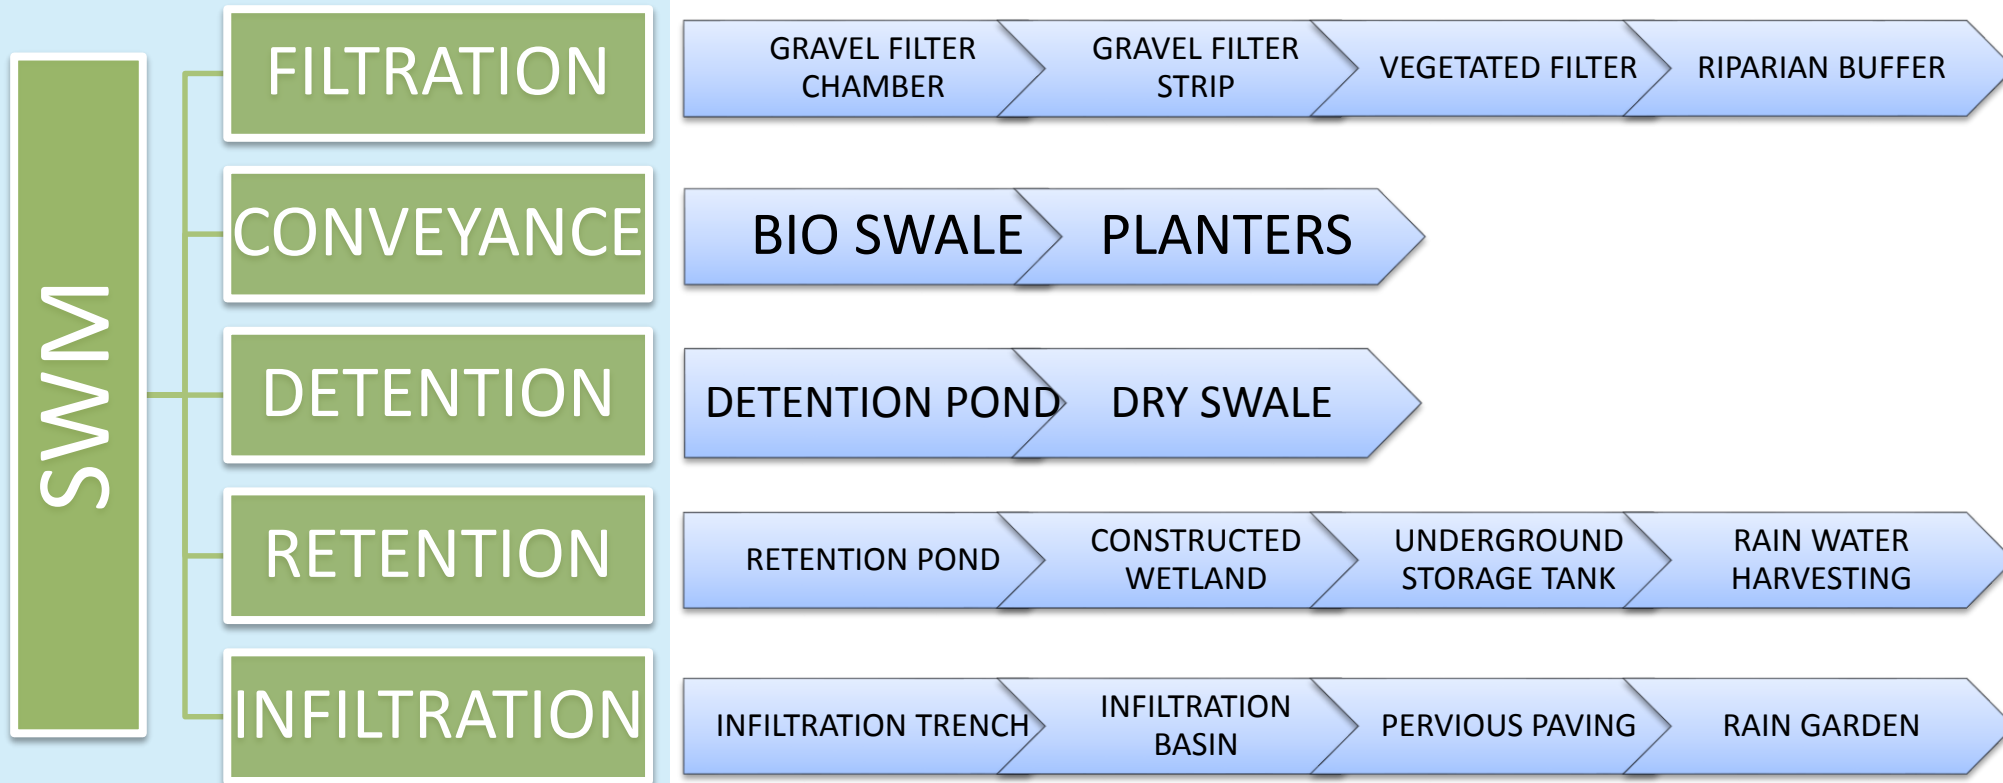 SWM
FILTRATION
GRAVEL FILTER
CHAMBER
GRAVEL FILTER
STRIP
VEGETATED FILTER
RIPARIAN BUFFER
CONVEYANCE
BIO SWALE
PLANTERS
DETENTION
DETENTION POND
DRY SWALE
RETENTION
RETENTION POND
CONSTRUCTED
WETLAND
UNDERGROUND
STORAGE TANK
RAIN WATER
HARVESTING
INFILTRATION
INFILTRATION TRENCH
INFILTRATION
BASIN
PERVIOUS PAVING
RAIN GARDEN